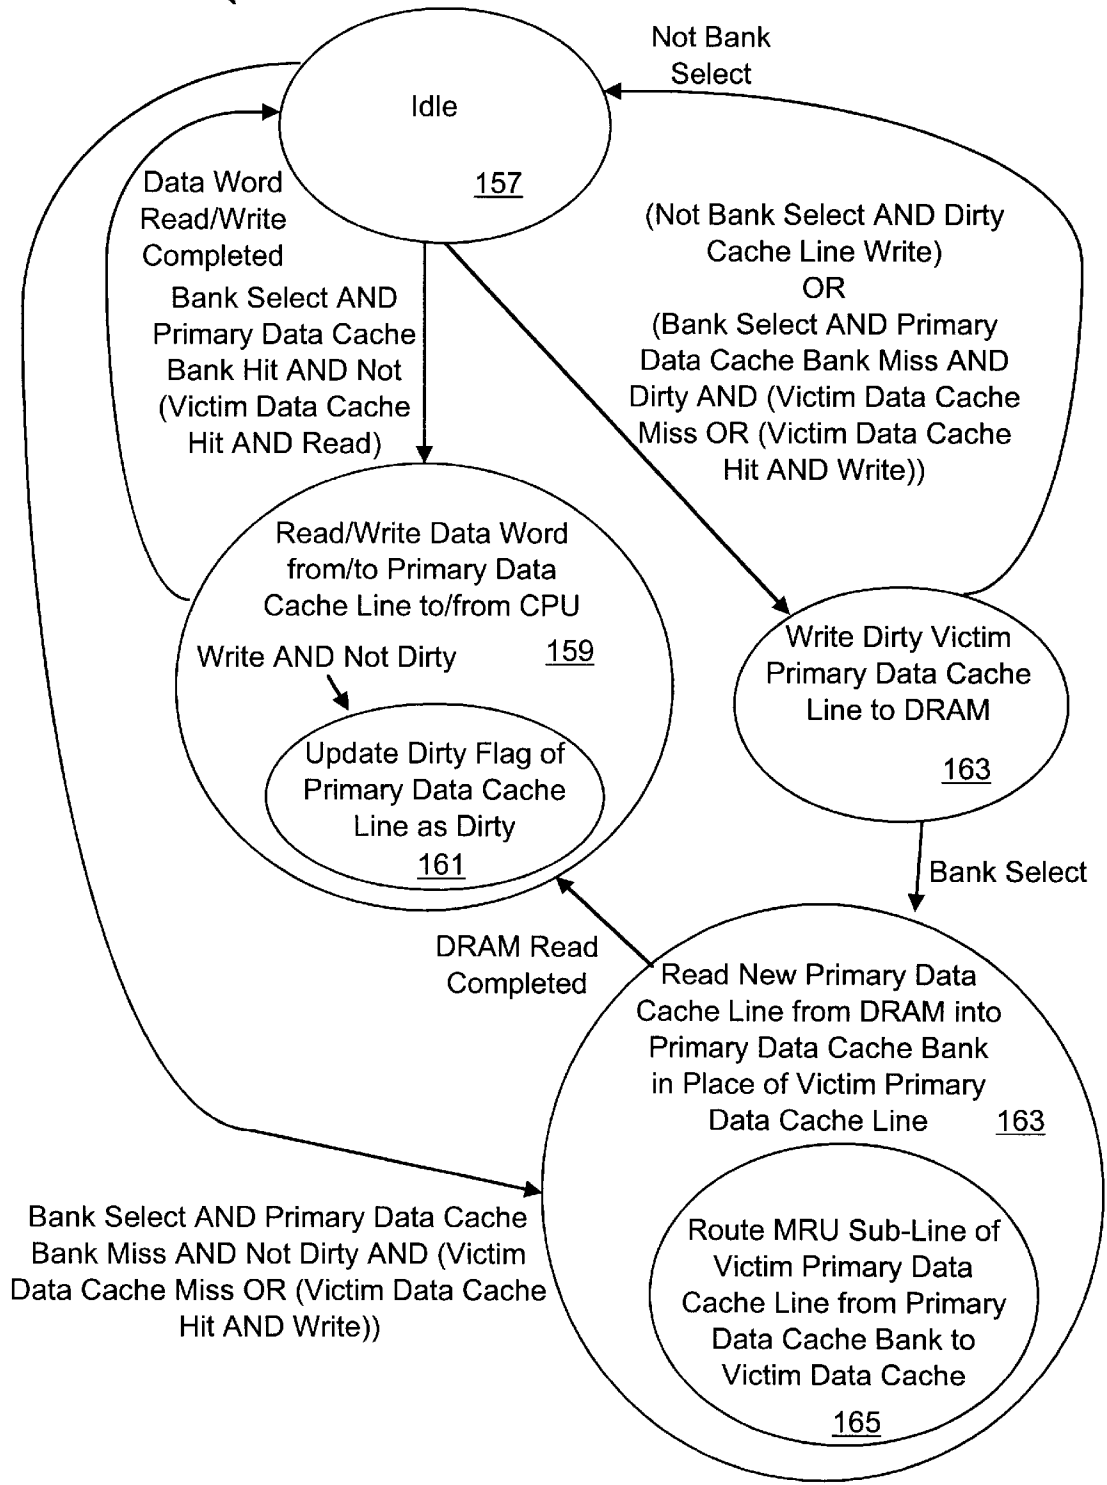 Not Bank
Select
Idle
157
Data Word
Read/Write
Completed
Bank Select AND
Primary Data Cache
Bank Hit AND Not
(Victim Data Cache
Hit AND Read)
(Not Bank Select AND Dirty
Cache Line Write)
OR
(Bank Select AND Primary
Data Cache Bank Miss AND
Dirty AND (Victim Data Cache
Miss OR (Victim Data Cache
Hit AND Write))
Read/Write Data Word
from/to Primary Data
Cache Line to/from CPU
159
Write AND Not Dirty
Update Dirty Flag of
Primary Data Cache
Line as Dirty
161
Write Dirty Victim
Primary Data Cache
Line to DRAM
163
Bank Select
DRAM Read
Completed
Read New Primary Data
Cache Line from DRAM into
Primary Data Cache Bank
in Place of Victim Primary
Data Cache Line
163
Bank Select AND Primary Data Cache
Bank Miss AND Not Dirty AND (Victim
Data Cache Miss OR (Victim Data Cache
Hit AND Write))
Route MRU Sub-Line of
Victim Primary Data
Cache Line from Primary
Data Cache Bank to
Victim Data Cache
165